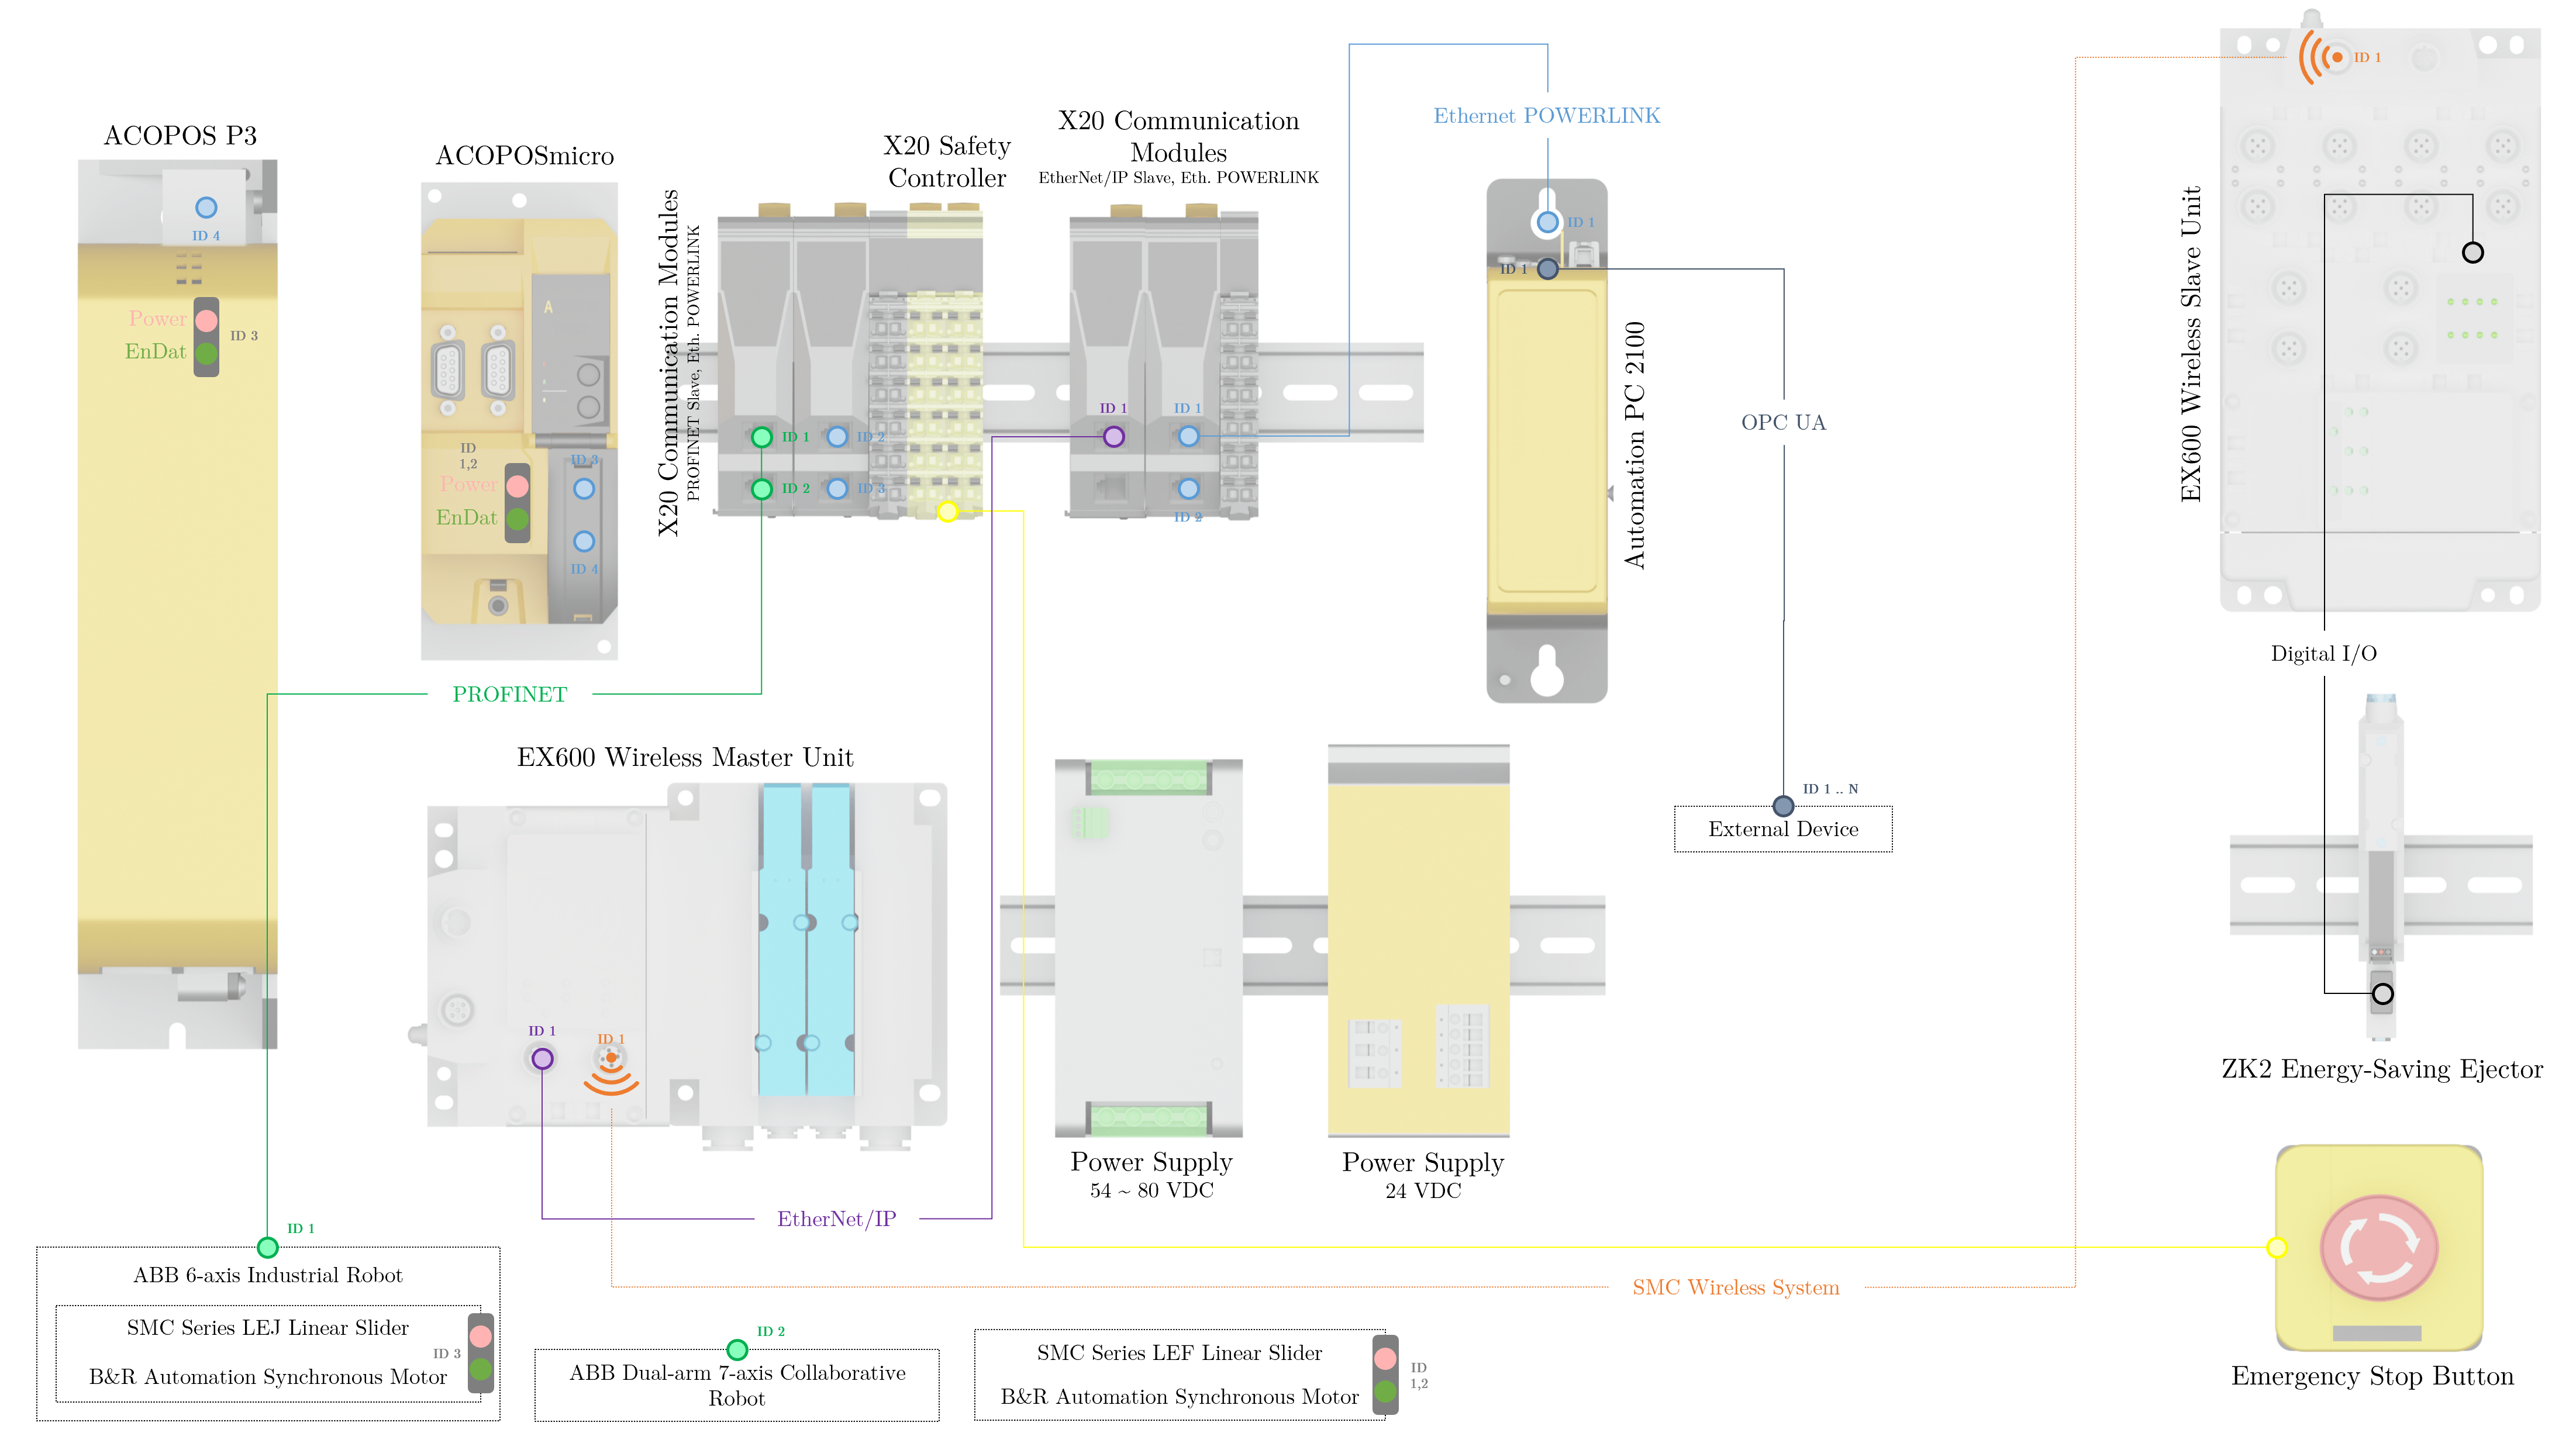 ID 1
ACOPOS P3
ID 4
Power
EnDat
ID 3
ACOPOSmicro
A
ID
1,2
Power
EnDat
ID 3
ID 4
X20 Communication Modules
PROFINET Slave, Eth. POWERLINK
X20 Safety
Controller
ID 1
ID 2
ID 2
ID 3
X20 Communication
Modules
EtherNet/IP Slave, Eth. POWERLINK
ID 1
ID 1
ID 2
Ethernet POWERLINK
ID 1
ID 1
Automation PC 2100
OPC UA
ID 1 .. N
External Device
EX600 Wireless Slave Unit
Digital I/O
PROFINET
EX600 Wireless Master Unit
ID 1
ID 1
Power Supply
54 ~ 80 VDC
Power Supply
24 VDC
ZK2 Energy-Saving Ejector
EtherNet/IP
SMC Wireless System
ID 1
ABB 6-axis Industrial Robot
SMC Series LEJ Linear Slider
ID 3
B&R Automation Synchronous Motor
ID 2
ABB Dual-arm 7-axis Collaborative
Robot
SMC Series LEF Linear Slider
B&R Automation Synchronous Motor
ID
1,2
Emergency Stop Button